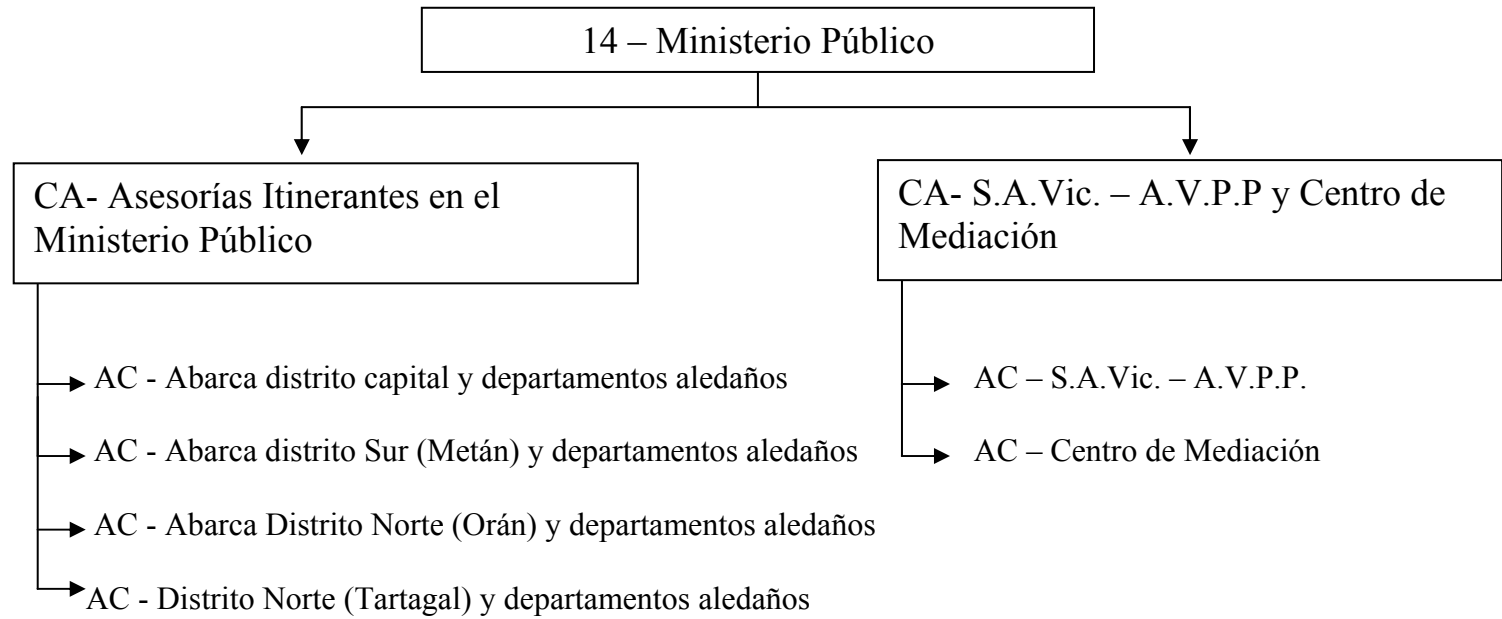 14 – Ministerio Público
CA- Asesorías Itinerantes en el
Ministerio Público
AC - Abarca distrito capital y departamentos aledaños
AC - Abarca distrito Sur (Metán) y departamentos aledaños
AC - Abarca Distrito Norte (Orán) y departamentos aledaños
AC - Distrito Norte (Tartagal) y departamentos aledaños
CA- S.A.Vic. – A.V.P.P y Centro de
Mediación
AC – S.A.Vic. – A.V.P.P.
AC – Centro de Mediación